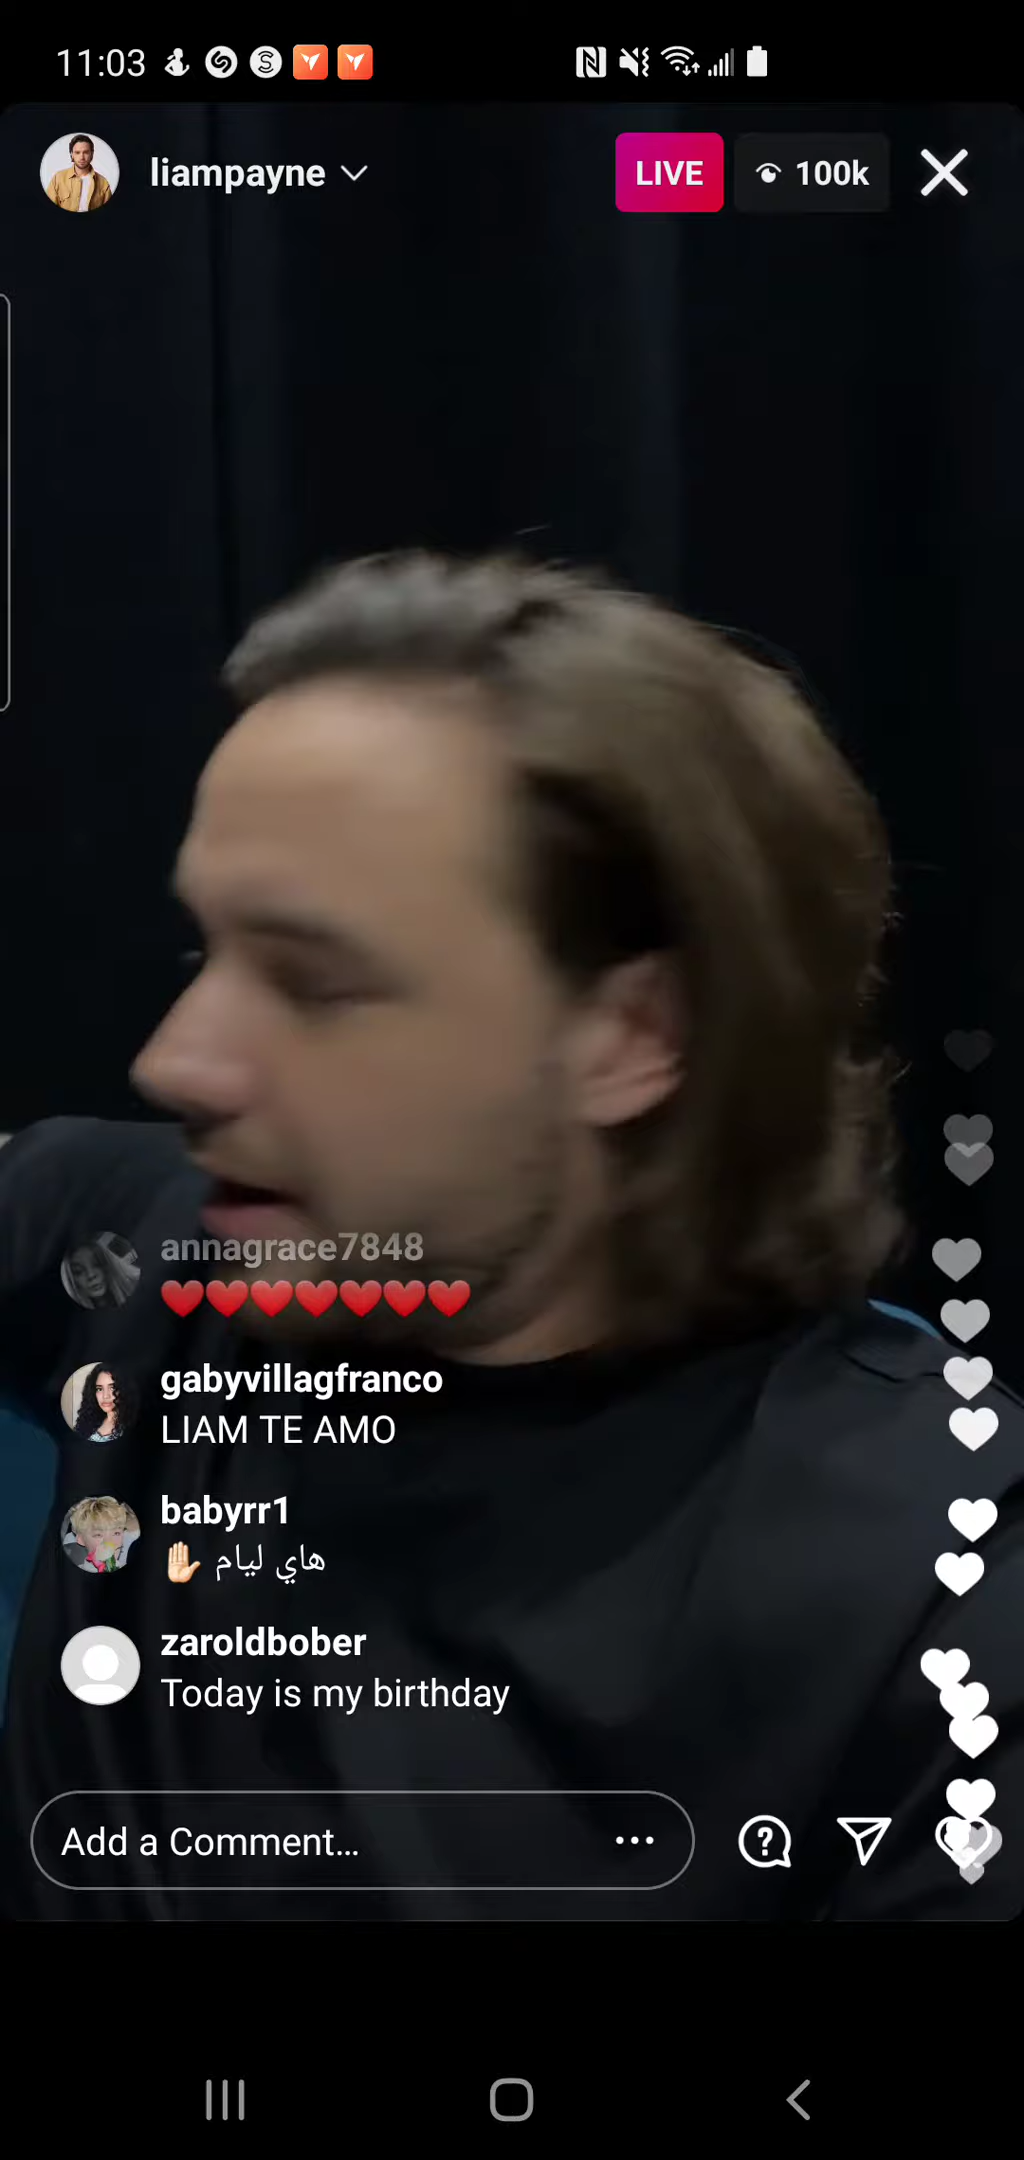 11:03
liampayne
LIVE
100k
annagrace7848
❤️❤️❤️❤️❤️❤️❤️
gabyvillagfranco
LIAM TE AMO
babyrr1
هاي ليام ✋🏻
zaroldbober
Today is my birthday
Add a Comment...